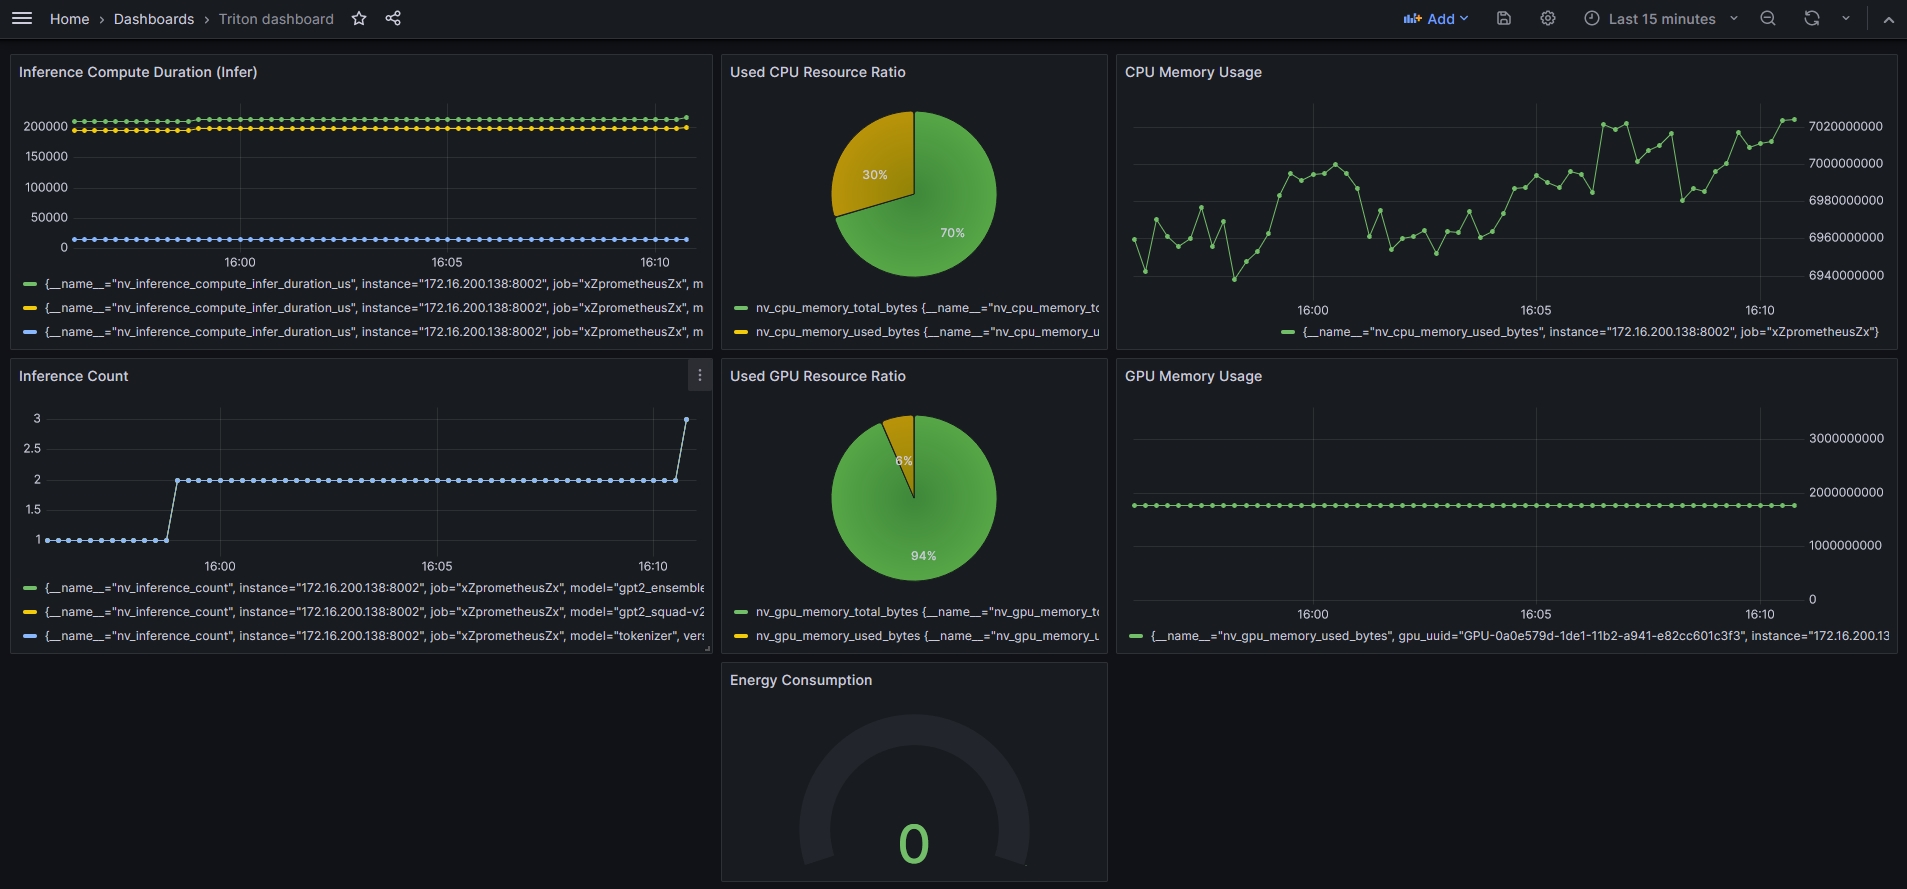 Home › Dashboards › Triton dashboard
Add
Last 15 minutes
Inference Compute Duration (Infer)
200000
150000
100000
50000
0
16:00 16:05 16:10
{__name__="nv_inference_compute_infer_duration_us", instance="172.16.200.138:8002", job="xZprometheusZx", m
{__name__="nv_inference_compute_infer_duration_us", instance="172.16.200.138:8002", job="xZprometheusZx", m
{__name__="nv_inference_compute_infer_duration_us", instance="172.16.200.138:8002", job="xZprometheusZx", m
Used CPU Resource Ratio
30%
70%
nv_cpu_memory_total_bytes {__name__="nv_cpu_memory_to
nv_cpu_memory_used_bytes {__name__="nv_cpu_memory_u
CPU Memory Usage
7020000000
7000000000
6980000000
6960000000
6940000000
16:00 16:05 16:10
{__name__="nv_cpu_memory_used_bytes", instance="172.16.200.138:8002", job="xZprometheusZx"}
Inference Count
3
2.5
2
1.5
1
16:00 16:05 16:10
{__name__="nv_inference_count", instance="172.16.200.138:8002", job="xZprometheusZx", model="gpt2_ensemble
{__name__="nv_inference_count", instance="172.16.200.138:8002", job="xZprometheusZx", model="gpt2_squad-v2
{__name__="nv_inference_count", instance="172.16.200.138:8002", job="xZprometheusZx", model="tokenizer", vers
Used GPU Resource Ratio
6%
94%
nv_gpu_memory_total_bytes {__name__="nv_gpu_memory_to
nv_gpu_memory_used_bytes {__name__="nv_gpu_memory_u
GPU Memory Usage
3000000000
2000000000
1000000000
0
16:00 16:05 16:10
{__name__="nv_gpu_memory_used_bytes", gpu_uuid="GPU-0a0e579d-1de1-11b2-a941-e82cc601c3f3", instance="172.16.200.13
Energy Consumption
0